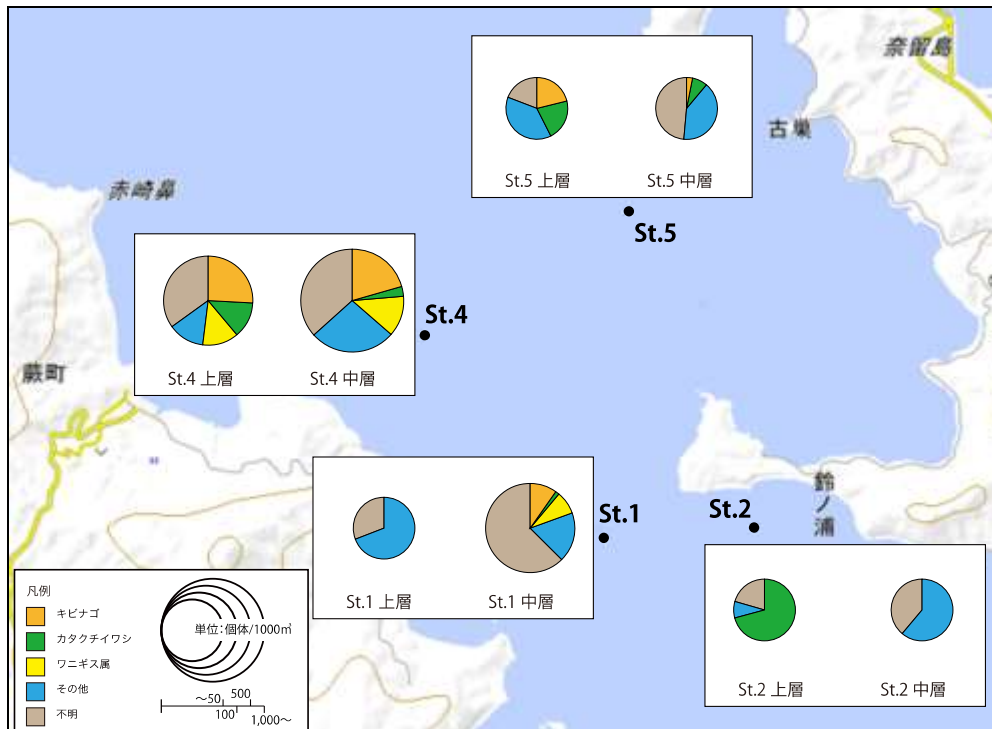 奈留島
古巣
St.5 上層
St.5 中層
赤崎鼻
St.5
St.4
St.4 上層
St.4 中層
蕨町
鈴ノ浦
St.1
St.2
St.1 上層
St.1 中層
St.2 上層
St.2 中層
凡例
キビナゴ
カタクチイワシ
ワニギス属
その他
不明
単位:個体/1000㎥
~50
500
100
1,000~